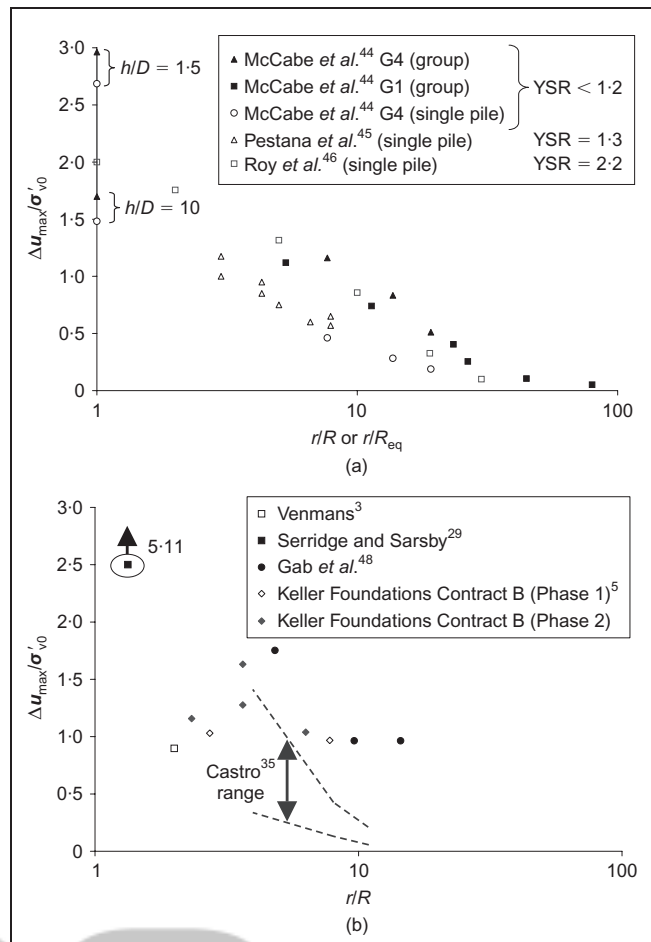 3·0
2·5
2·0
1·5
1·0
0·5
0
Δu_max/σ′_v0
h/D = 1·5
h/D = 10
McCabe et al.⁴⁴ G4 (group)
McCabe et al.⁴⁴ G1 (group)
McCabe et al.⁴⁴ G4 (single pile)
YSR < 1·2
Pestana et al.⁴⁵ (single pile) YSR = 1·3
Roy et al.⁴⁶ (single pile) YSR = 2·2
1 10 100
r/R or r/R_eq
(a)
3·0
2·5
2·0
1·5
1·0
0·5
0
Δu_max/σ′_v0
5·11
Venmans³
Serridge and Sarsby²⁹
Gab et al.⁴⁸
Keller Foundations Contract B (Phase 1)⁵
Keller Foundations Contract B (Phase 2)
Castro³⁵
range
1 10 100
r/R
(b)